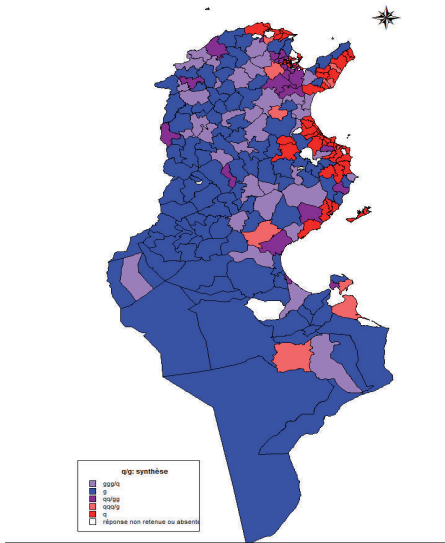 q/g: synthèse
ggg/q
g
qq/gg
qqq/g
q
réponse non retenue ou absente